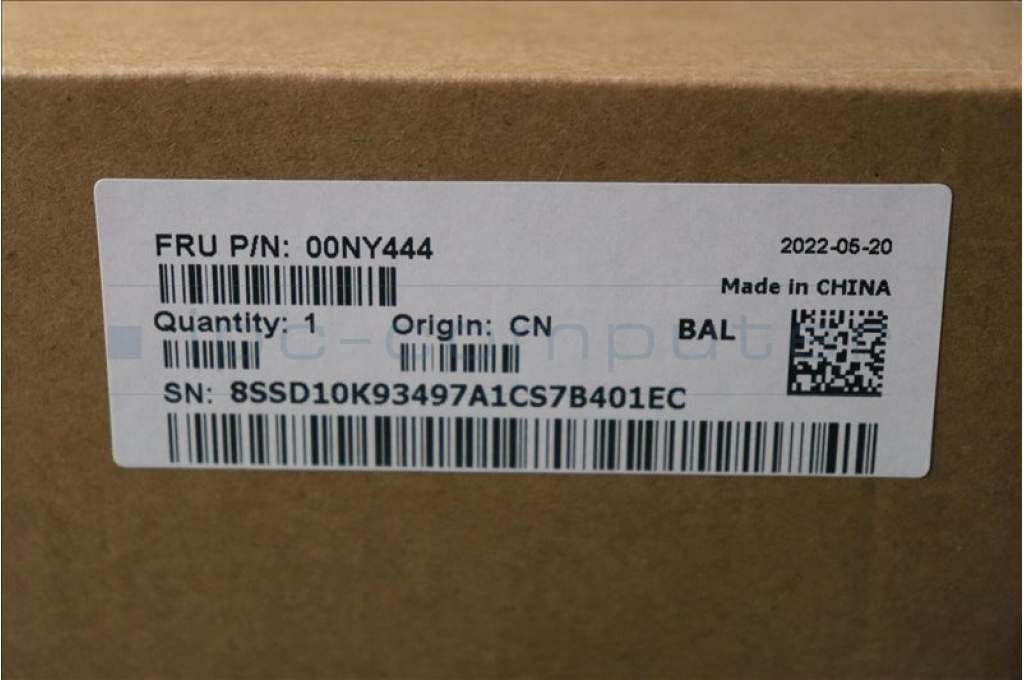 FRU P/N: 00NY444
2022-05-20
Made in CHINA
Quantity: 1 Origin: CN BAL
SN: 8SSD10K93497A1CS7B401EC